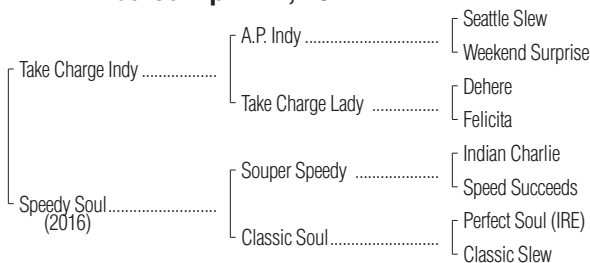 Seattle Slew
A.P. Indy ..................................
Weekend Surprise
Take Charge Indy ...................
Dehere
Take Charge Lady .................
Felicita
Indian Charlie
Souper Speedy .....................
Speed Succeeds
Speedy Soul...........................
(2016)
Perfect Soul (IRE)
Classic Soul...........................
Classic Slew